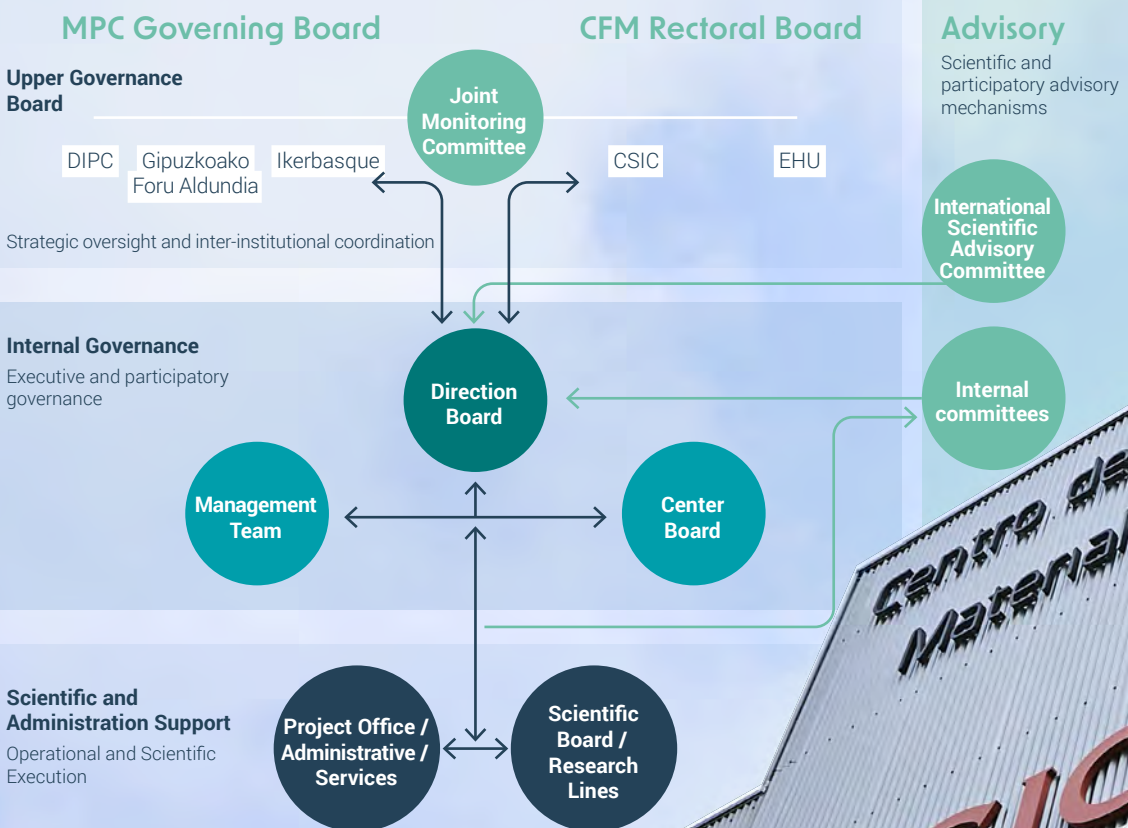 MPC Governing Board
CFM Rectoral Board
Advisory
Scientific and
participatory advisory
mechanisms
Upper Governance
Board
Joint
Monitoring
Committee
DIPC
Gipuzkoako
Foru Aldundia
Ikerbasque
CSIC
EHU
Strategic oversight and inter-institutional coordination
International
Scientific
Advisory
Committee
Internal Governance
Executive and participatory
governance
Direction
Board
Internal
committees
Management
Team
Center
Board
Centro de
Material
Scientific and
Administration Support
Operational and Scientific
Execution
Project Office /
Administrative /
Services
Scientific
Board /
Research
Lines